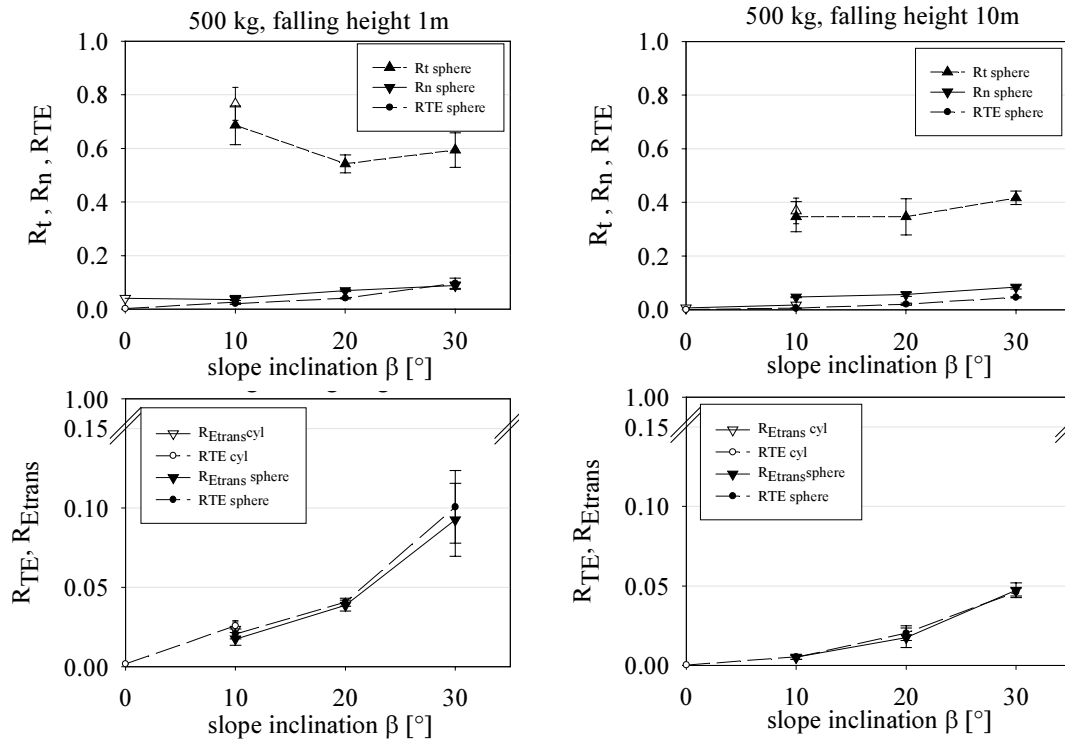 500 kg, falling height 1m
1.0
0.8
0.6
0.4
0.2
0.0
Rt , Rn , RTE
Rt sphere
Rn sphere
RTE sphere
0 10 20 30
slope inclination β [°]
500 kg, falling height 10m
1.0
0.8
0.6
0.4
0.2
0.0
Rt , Rn , RTE
Rt sphere
Rn sphere
RTE sphere
0 10 20 30
slope inclination β [°]
1.00
0.15
0.10
0.05
0.00
RTE, REtrans
REtrans cyl
RTE cyl
REtrans sphere
RTE sphere
0 10 20 30
slope inclination β [°]
1.00
0.15
0.10
0.05
0.00
RTE, REtrans
REtrans cyl
RTE cyl
REtrans sphere
RTE sphere
0 10 20 30
slope inclination β [°]